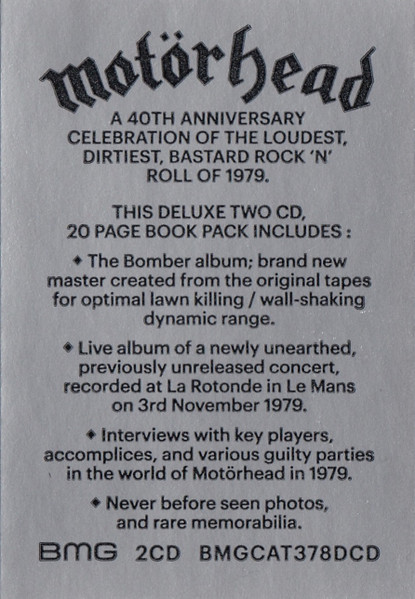 motörhead
A 40TH ANNIVERSARY
CELEBRATION OF THE LOUDEST,
DIRTIEST, BASTARD ROCK ‘N’
ROLL OF 1979.
THIS DELUXE TWO CD,
20 PAGE BOOK PACK INCLUDES :
◆ The Bomber album; brand new
master created from the original tapes
for optimal lawn killing / wall-shaking
dynamic range.
◆ Live album of a newly unearthed,
previously unreleased concert,
recorded at La Rotonde in Le Mans
on 3rd November 1979.
◆ Interviews with key players,
accomplices, and various guilty parties
in the world of Motörhead in 1979.
◆ Never before seen photos,
and rare memorabilia.
BMG 2CD BMGCAT378DCD